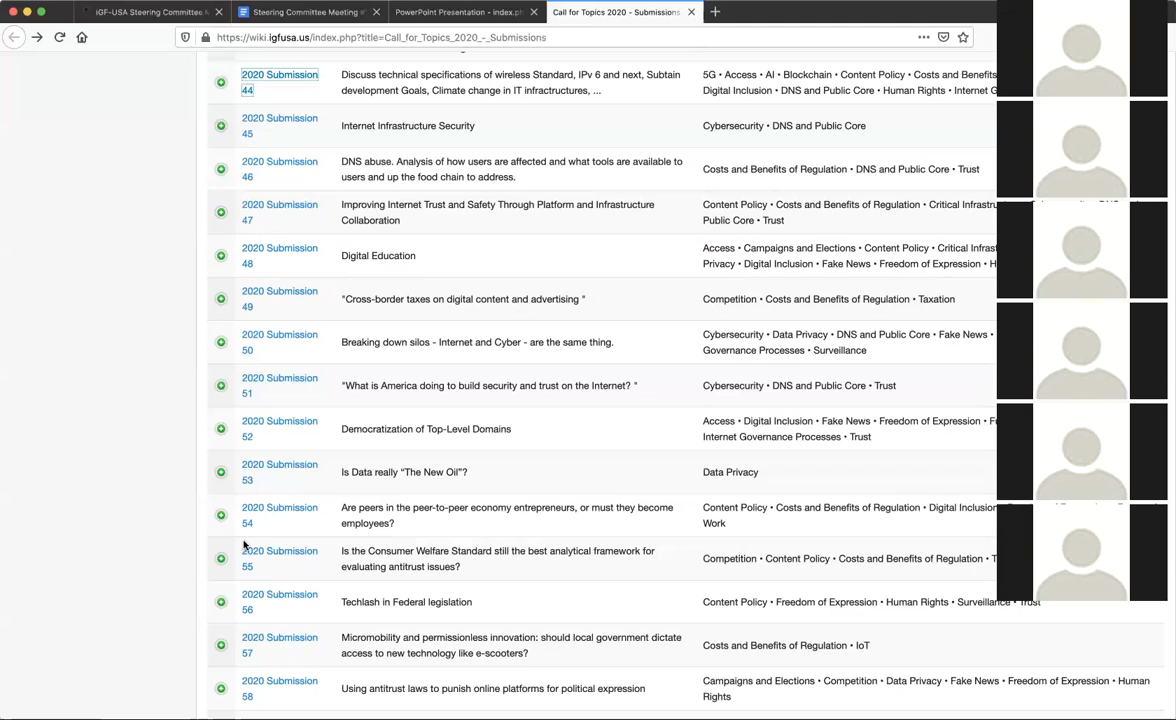 IGF-USA Steering Committee M
Steering Committee Meeting #
PowerPoint Presentation - index.ph
Call for Topics 2020 - Submissions
https://wiki.igfusa.us/index.php?title=Call_for_Topics_2020_-_Submissions
2020 Submission
44
Discuss technical specifications of wireless Standard, IPv 6 and next, Subtain
development Goals, Climate change in IT infrastructures, ...
5G • Access • AI • Blockchain • Content Policy • Costs and Benefits
Digital Inclusion • DNS and Public Core • Human Rights • Internet G
2020 Submission
45
Internet Infrastructure Security
Cybersecurity • DNS and Public Core
2020 Submission
46
DNS abuse. Analysis of how users are affected and what tools are available to
users and up the food chain to address.
Costs and Benefits of Regulation • DNS and Public Core • Trust
2020 Submission
47
Improving Internet Trust and Safety Through Platform and Infrastructure
Collaboration
Content Policy • Costs and Benefits of Regulation • Critical Infrastru
Public Core • Trust
2020 Submission
48
Digital Education
Access • Campaigns and Elections • Content Policy • Critical Infrast
Privacy • Digital Inclusion • Fake News • Freedom of Expression • H
2020 Submission
49
"Cross-border taxes on digital content and advertising "
Competition • Costs and Benefits of Regulation • Taxation
2020 Submission
50
Breaking down silos - Internet and Cyber - are the same thing.
Cybersecurity • Data Privacy • DNS and Public Core • Fake News •
Governance Processes • Surveillance
2020 Submission
51
"What is America doing to build security and trust on the Internet? "
Cybersecurity • DNS and Public Core • Trust
2020 Submission
52
Democratization of Top-Level Domains
Access • Digital Inclusion • Fake News • Freedom of Expression • Fr
Internet Governance Processes • Trust
2020 Submission
53
Is Data really “The New Oil”?
Data Privacy
2020 Submission
54
Are peers in the peer-to-peer economy entrepreneurs, or must they become
employees?
Content Policy • Costs and Benefits of Regulation • Digital Inclusion
Work
2020 Submission
55
Is the Consumer Welfare Standard still the best analytical framework for
evaluating antitrust issues?
Competition • Content Policy • Costs and Benefits of Regulation • T
2020 Submission
56
Techlash in Federal legislation
Content Policy • Freedom of Expression • Human Rights • Surveillance • Trust
2020 Submission
57
Micromobility and permissionless innovation: should local government dictate
access to new technology like e-scooters?
Costs and Benefits of Regulation • IoT
2020 Submission
58
Using antitrust laws to punish online platforms for political expression
Campaigns and Elections • Competition • Data Privacy • Fake News • Freedom of Expression • Human
Rights